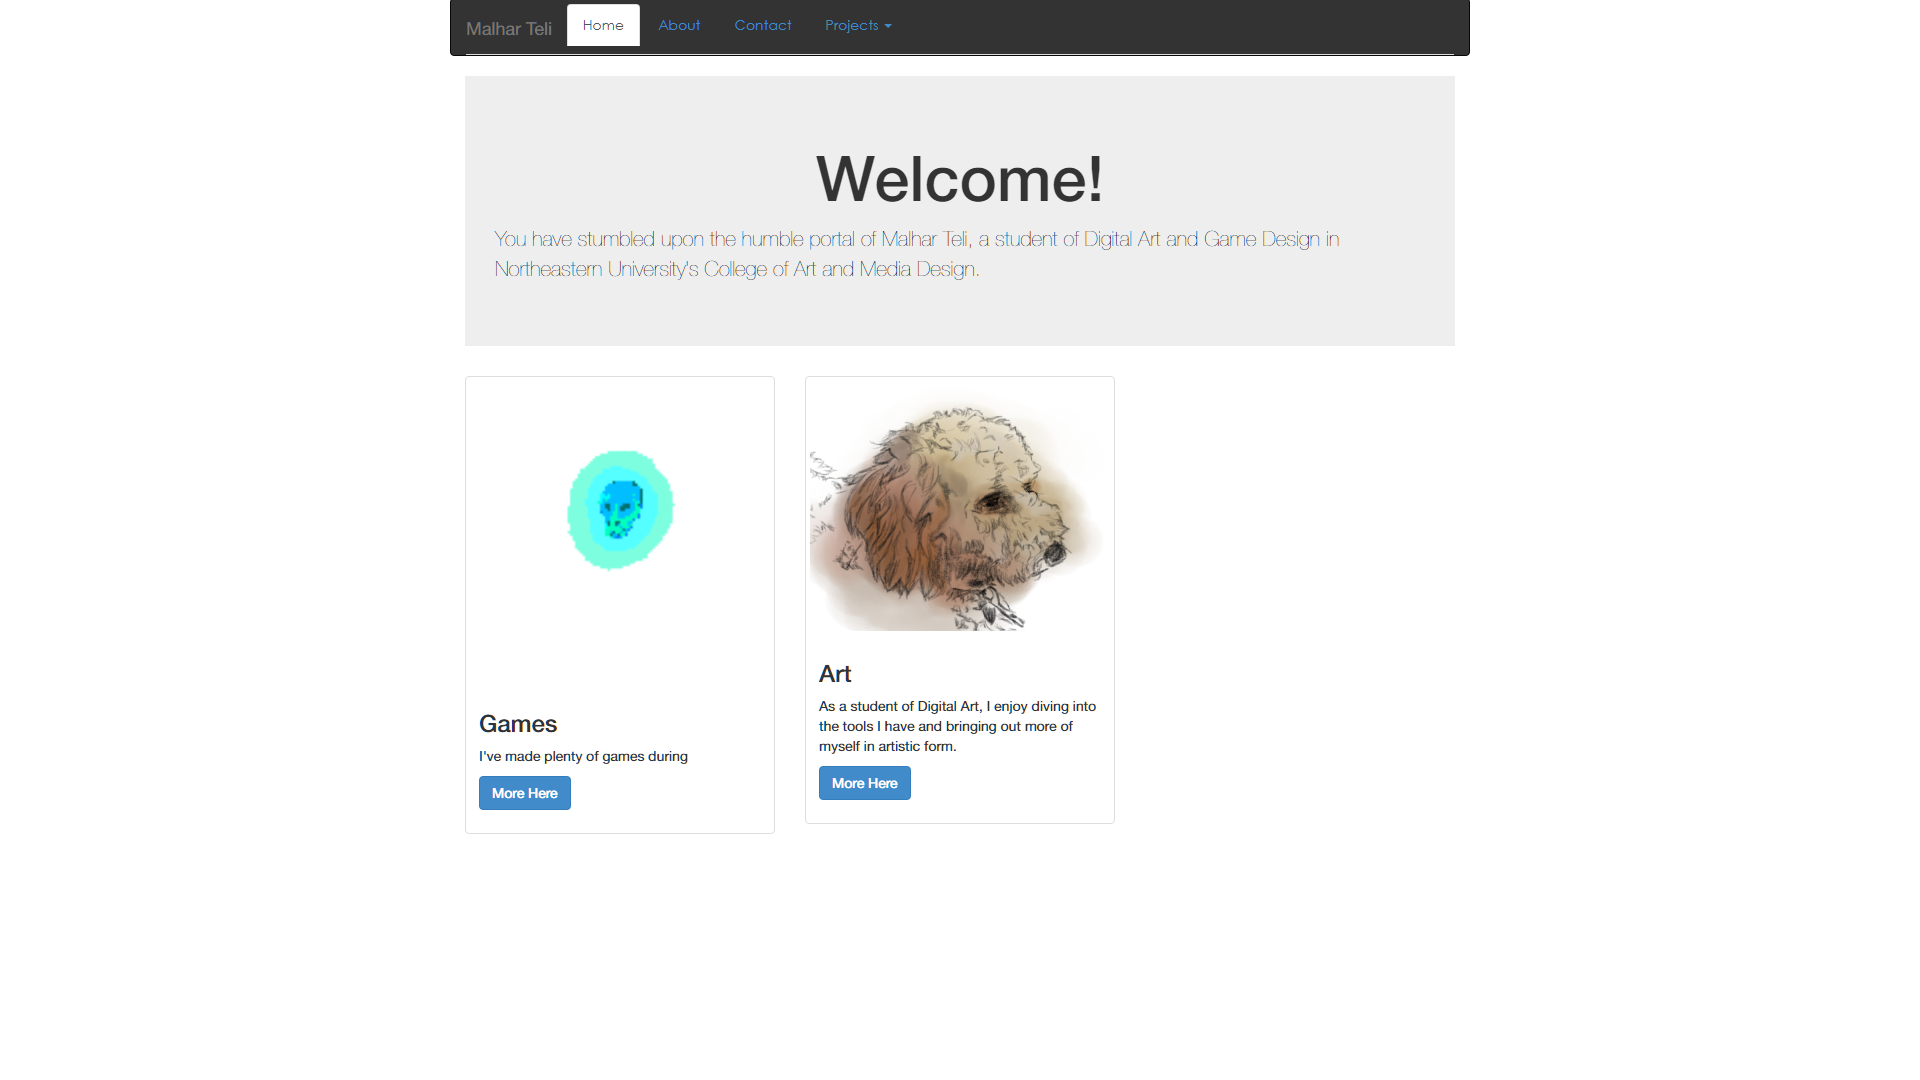 Malhar Teli
Home
About
Contact
Projects
Welcome!
You have stumbled upon the humble portal of Malhar Teli, a student of Digital Art and Game Design in
Northeastern University's College of Art and Media Design.
Games
I've made plenty of games during
More Here
Art
As a student of Digital Art, I enjoy diving into
the tools I have and bringing out more of
myself in artistic form.
More Here